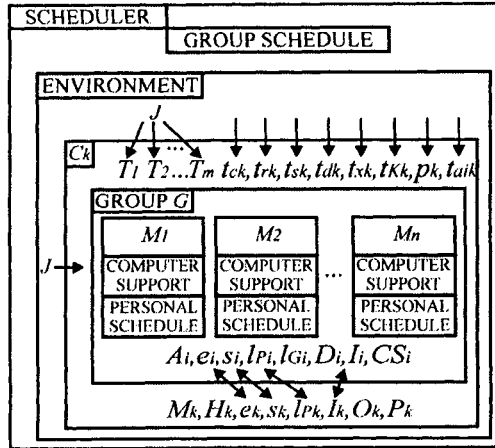 SCHEDULER
GROUP SCHEDULE
ENVIRONMENT
J
Ck
T1 T2...Tm tck, trk, tsk, tdk, txk, tKk, pk, taik
GROUP G
M1 M2 Mn
J
COMPUTER SUPPORT COMPUTER SUPPORT ... COMPUTER SUPPORT
PERSONAL SCHEDULE PERSONAL SCHEDULE PERSONAL SCHEDULE
Ai, ei, si, lPi, lGi, Di, Ii, CSi
Mk, Hk, ek, sk, lPk, Ik, Ok, Pk